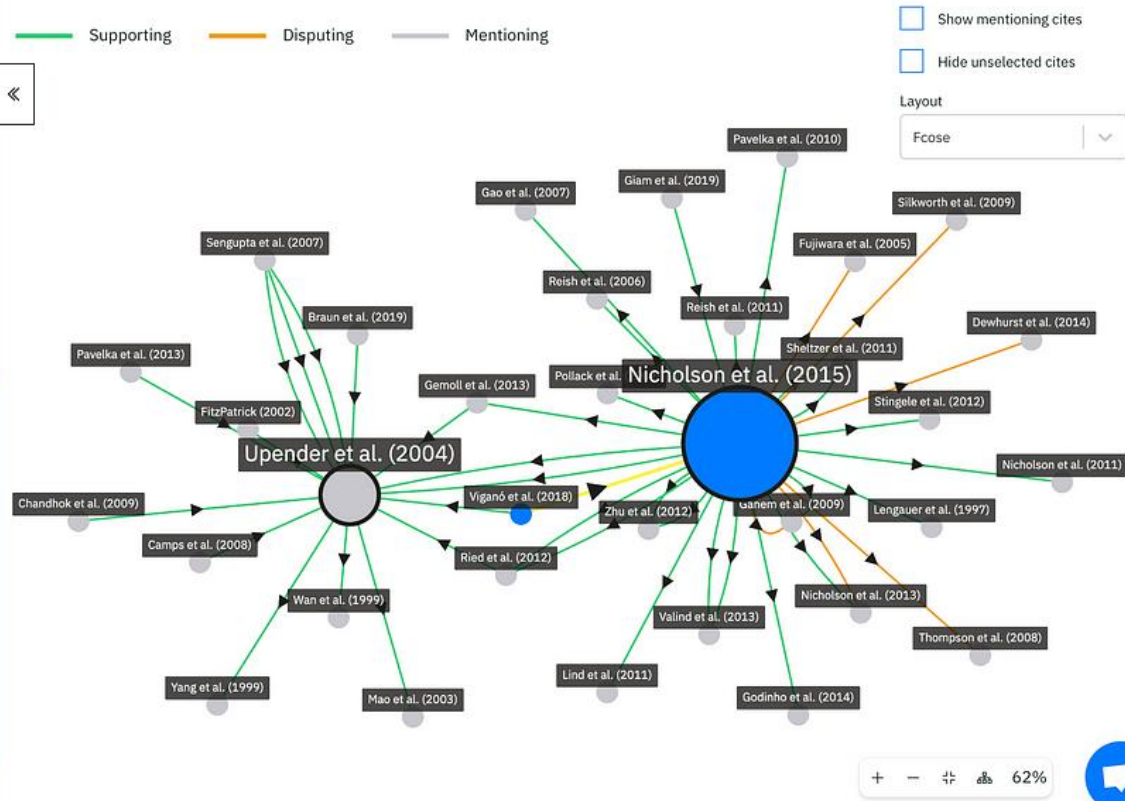 Supporting
Disputing
Mentioning
Show mentioning cites
Hide unselected cites
Layout
Fcose
Pavelka et al. (2010)
Giam et al. (2019)
Gao et al. (2007)
Silkworth et al. (2009)
Sengupta et al. (2007)
Fujiwara et al. (2005)
Reish et al. (2006)
Reish et al. (2011)
Braun et al. (2019)
Dewhurst et al. (2014)
Sheltzer et al. (2011)
Pavelka et al. (2013)
Gemoll et al. (2013)
Pollack et al.
Nicholson et al. (2015)
Stingele et al. (2012)
FitzPatrick (2002)
Upender et al. (2004)
Nicholson et al. (2011)
Chandhok et al. (2009)
Viganó et al. (2018)
Zhu et al. (2012)
Ganem et al. (2009)
Lengauer et al. (1997)
Camps et al. (2008)
Ried et al. (2012)
Wan et al. (1999)
Nicholson et al. (2013)
Valind et al. (2013)
Thompson et al. (2008)
Lind et al. (2011)
Yang et al. (1999)
Mao et al. (2003)
Godinho et al. (2014)
62%